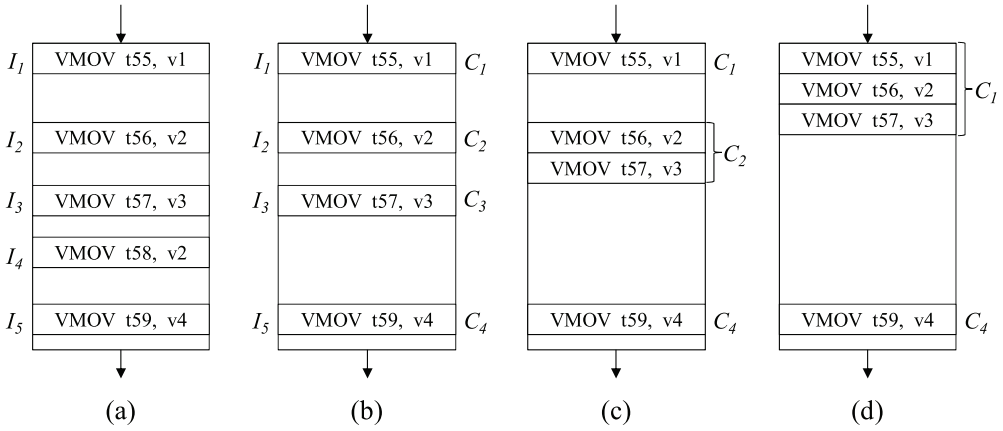 I1 VMOV t55, v1
I2 VMOV t56, v2
I3 VMOV t57, v3
I4 VMOV t58, v2
I5 VMOV t59, v4
(a)
I1 VMOV t55, v1 C1
I2 VMOV t56, v2 C2
I3 VMOV t57, v3 C3
I5 VMOV t59, v4 C4
(b)
VMOV t55, v1 C1
VMOV t56, v2
VMOV t57, v3
C2
VMOV t59, v4 C4
(c)
VMOV t55, v1
VMOV t56, v2
VMOV t57, v3
C1
VMOV t59, v4 C4
(d)